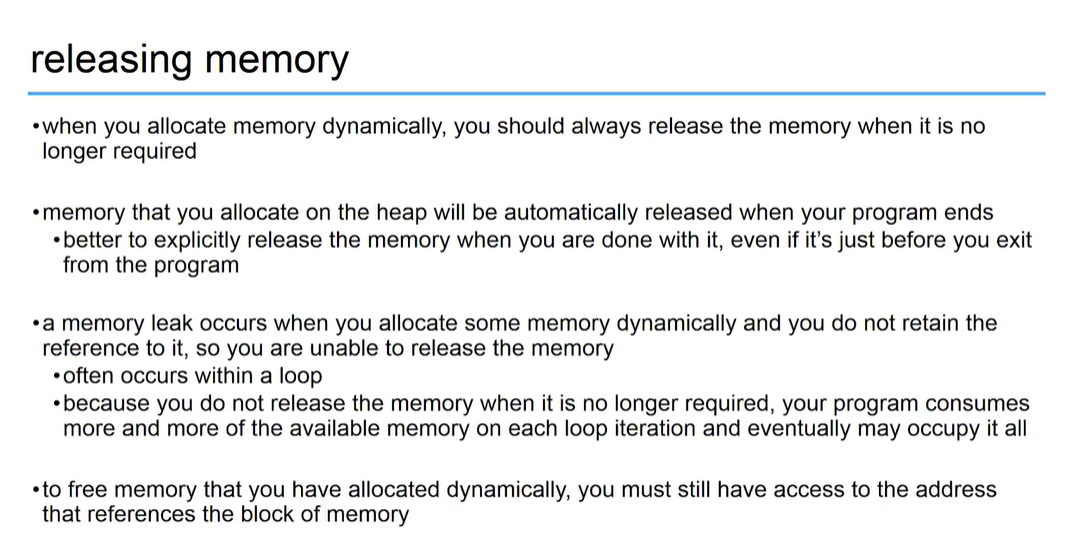 releasing memory
•when you allocate memory dynamically, you should always release the memory when it is no
longer required
•memory that you allocate on the heap will be automatically released when your program ends
•better to explicitly release the memory when you are done with it, even if it’s just before you exit
from the program
•a memory leak occurs when you allocate some memory dynamically and you do not retain the
reference to it, so you are unable to release the memory
•often occurs within a loop
•because you do not release the memory when it is no longer required, your program consumes
more and more of the available memory on each loop iteration and eventually may occupy it all
•to free memory that you have allocated dynamically, you must still have access to the address
that references the block of memory